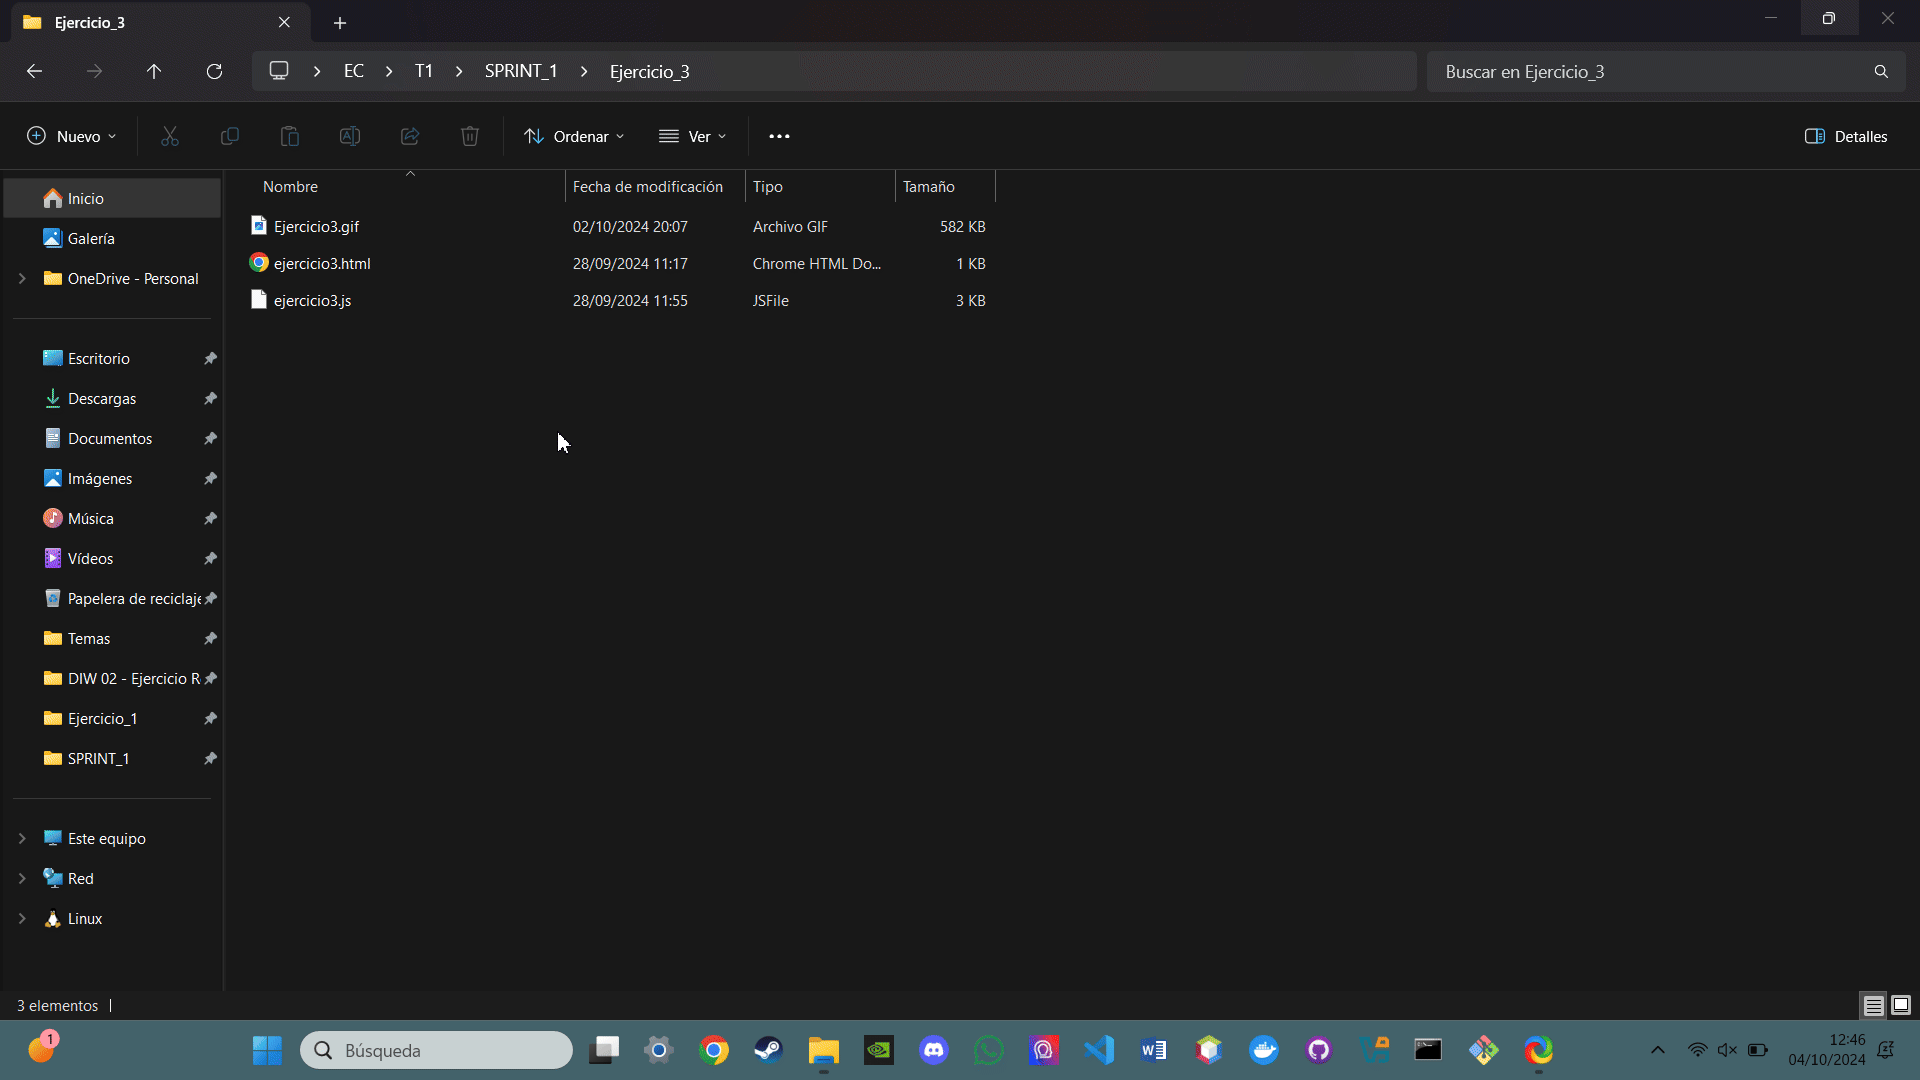 Ejercicio_3
EC T1 SPRINT_1 Ejercicio_3
Buscar en Ejercicio_3
Nuevo
Ordenar
Ver
Detalles
Nombre Fecha de modificación Tipo Tamaño
Ejercicio3.gif 02/10/2024 20:07 Archivo GIF 582 KB
ejercicio3.html 28/09/2024 11:17 Chrome HTML Do... 1 KB
ejercicio3.js 28/09/2024 11:55 JSFile 3 KB
Inicio
Galería
OneDrive - Personal
Escritorio
Descargas
Documentos
Imágenes
Música
Vídeos
Papelera de reciclaje
Temas
DIW 02 - Ejercicio R
Ejercicio_1
SPRINT_1
Este equipo
Red
Linux
3 elementos
1
Búsqueda
12:46
04/10/2024